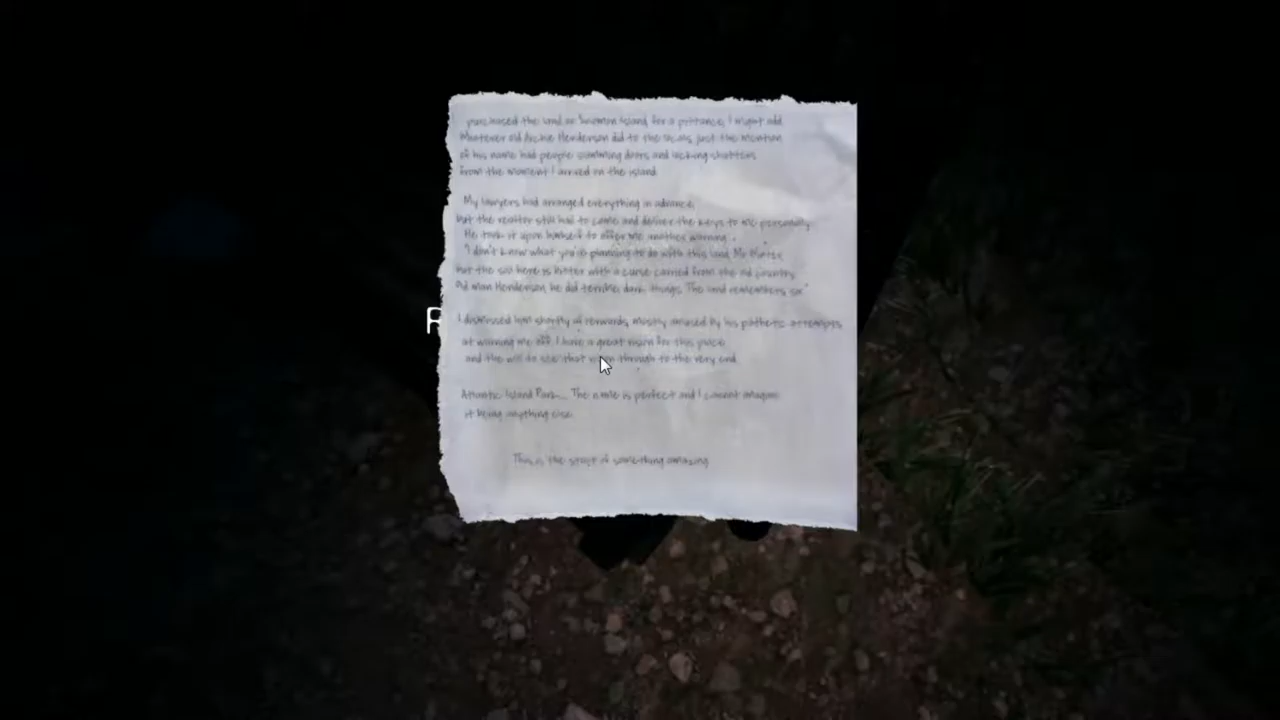 purchased the land on Island, for a pittance, I might add
Whatever old Archie Henderson did to the locals, just the mention
of his name had people slamming doors and locking shutters
from the moment I arrived on the island.
My lawyers had arranged everything in advance,
but the realtor still had to come and deliver the keys to me personally.
He took it upon himself to offer me another warning.
"I don't know what you're planning to do with this land, Mr
but the soil here is bitter with a curse carried from the old country.
Old man Henderson, he did terrible, dark, things. The land remembers, sir."
I dismissed him shortly afterwards, mostly amused by his pathetic attempts
at warning me off. I have a great vision for this place
and the will to see that vision through to the very end.
Atlantic Island Park... The name is perfect and I cannot imagine
it being anything else.
This is the start of something amazing
R